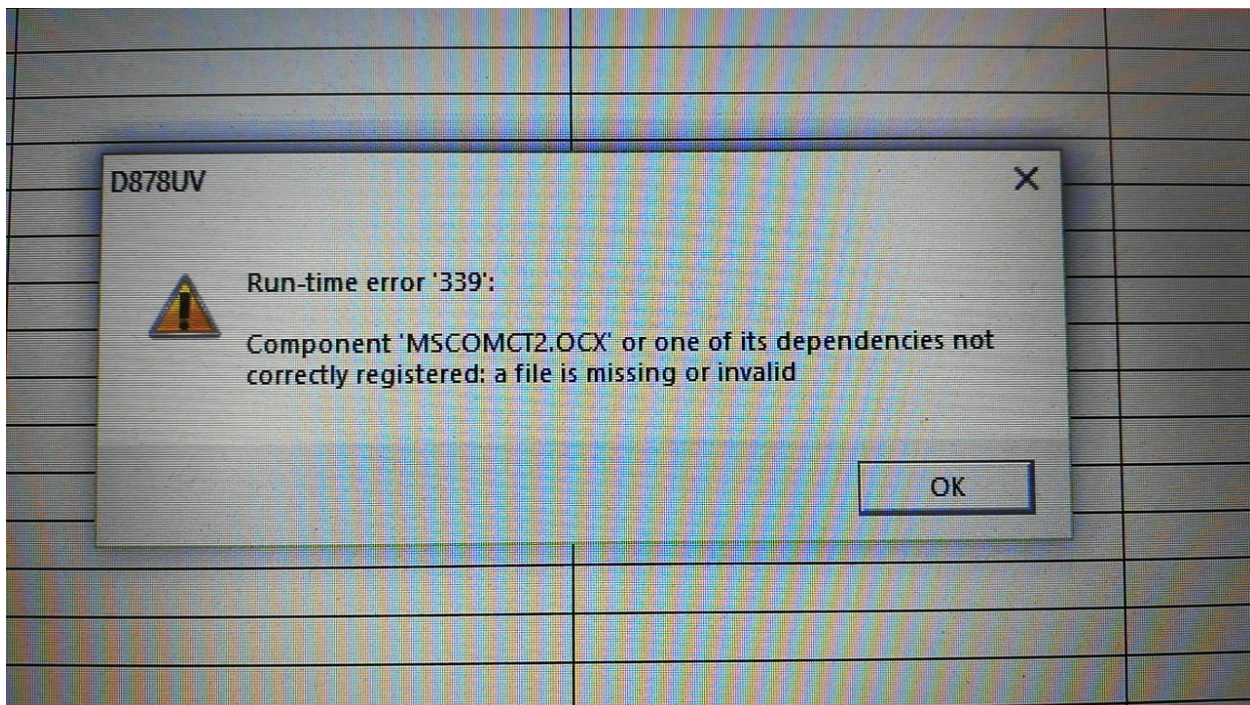 D878UV
Run-time error '339':
Component 'MSCOMCT2.OCX' or one of its dependencies not
correctly registered: a file is missing or invalid
OK